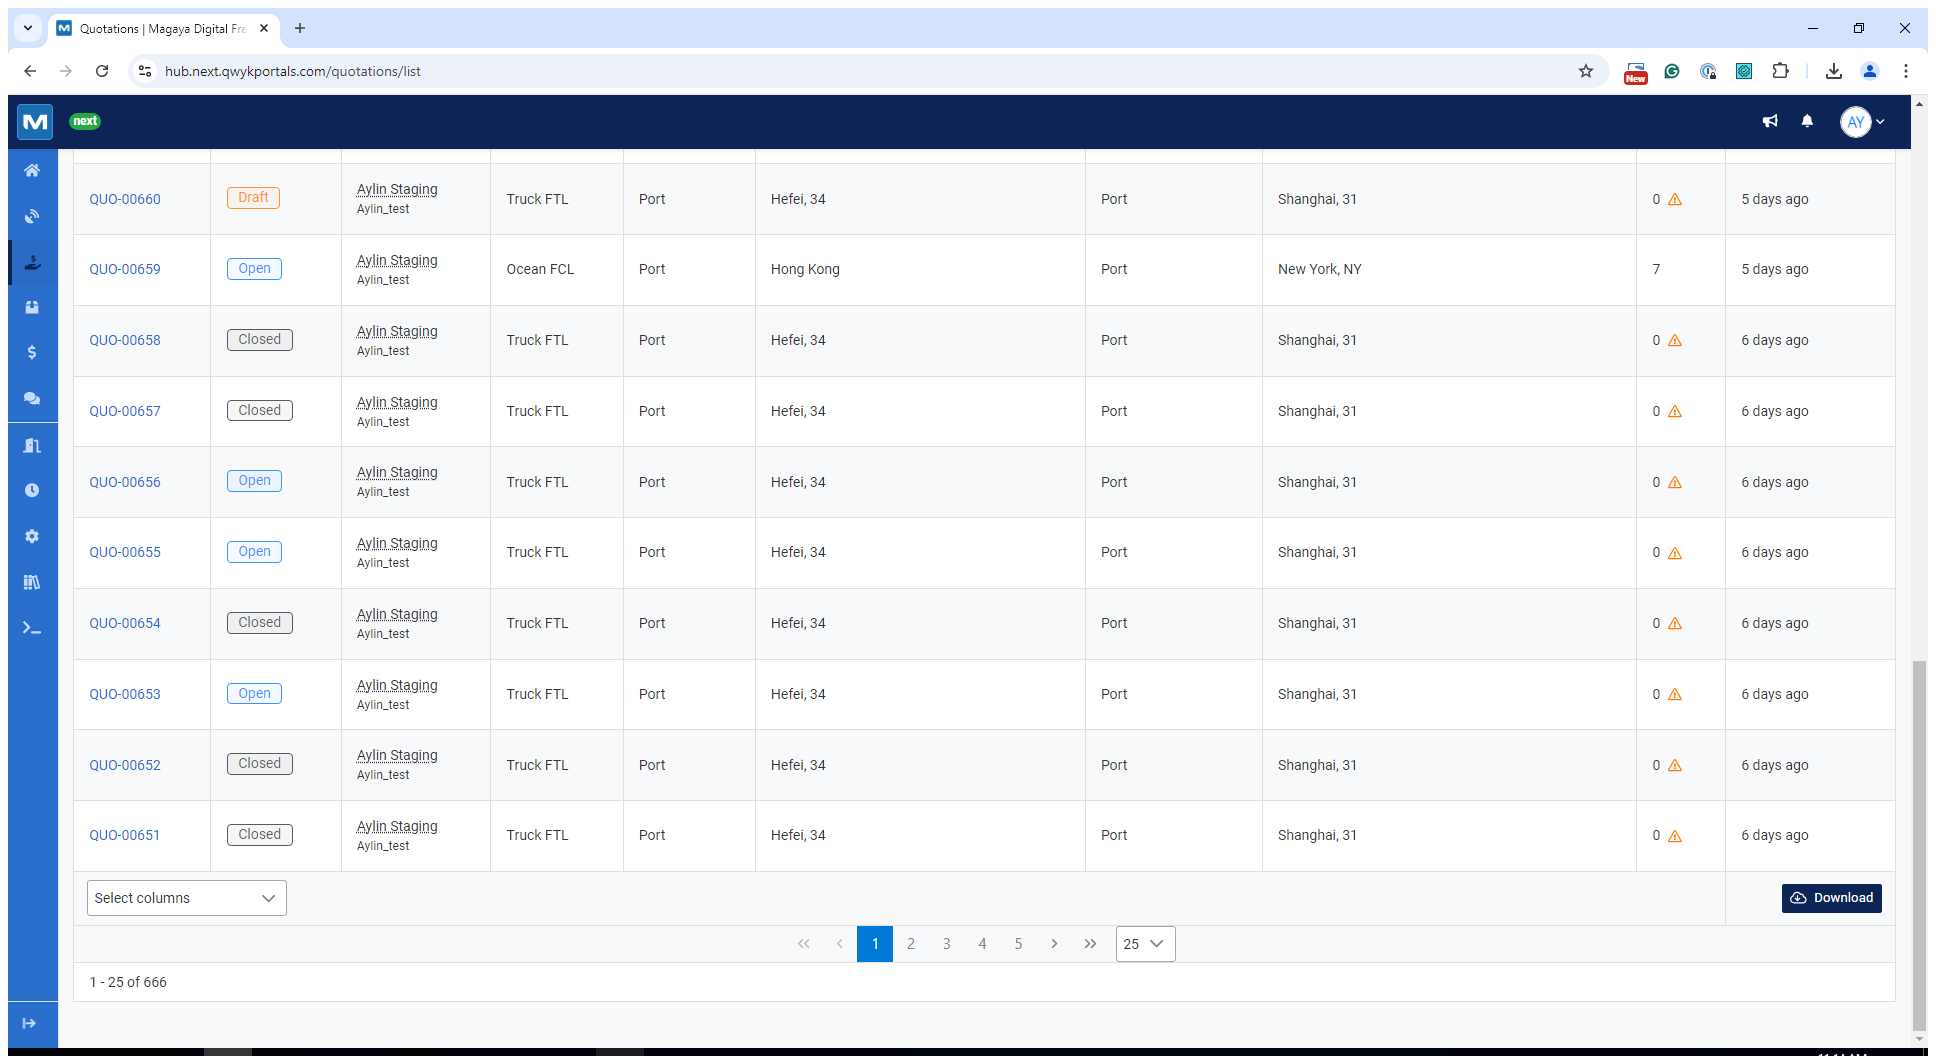 Quotations | Magaya Digital Fre
hub.next.qwykportals.com/quotations/list
New
M next AY
QUO-00660 Draft Aylin Staging Aylin_test Truck FTL Port Hefei, 34 Port Shanghai, 31 0 5 days ago
QUO-00659 Open Aylin Staging Aylin_test Ocean FCL Port Hong Kong Port New York, NY 7 5 days ago
QUO-00658 Closed Aylin Staging Aylin_test Truck FTL Port Hefei, 34 Port Shanghai, 31 0 6 days ago
QUO-00657 Closed Aylin Staging Aylin_test Truck FTL Port Hefei, 34 Port Shanghai, 31 0 6 days ago
QUO-00656 Open Aylin Staging Aylin_test Truck FTL Port Hefei, 34 Port Shanghai, 31 0 6 days ago
QUO-00655 Open Aylin Staging Aylin_test Truck FTL Port Hefei, 34 Port Shanghai, 31 0 6 days ago
QUO-00654 Closed Aylin Staging Aylin_test Truck FTL Port Hefei, 34 Port Shanghai, 31 0 6 days ago
QUO-00653 Open Aylin Staging Aylin_test Truck FTL Port Hefei, 34 Port Shanghai, 31 0 6 days ago
QUO-00652 Closed Aylin Staging Aylin_test Truck FTL Port Hefei, 34 Port Shanghai, 31 0 6 days ago
QUO-00651 Closed Aylin Staging Aylin_test Truck FTL Port Hefei, 34 Port Shanghai, 31 0 6 days ago
Select columns Download
1 2 3 4 5 25
1 - 25 of 666